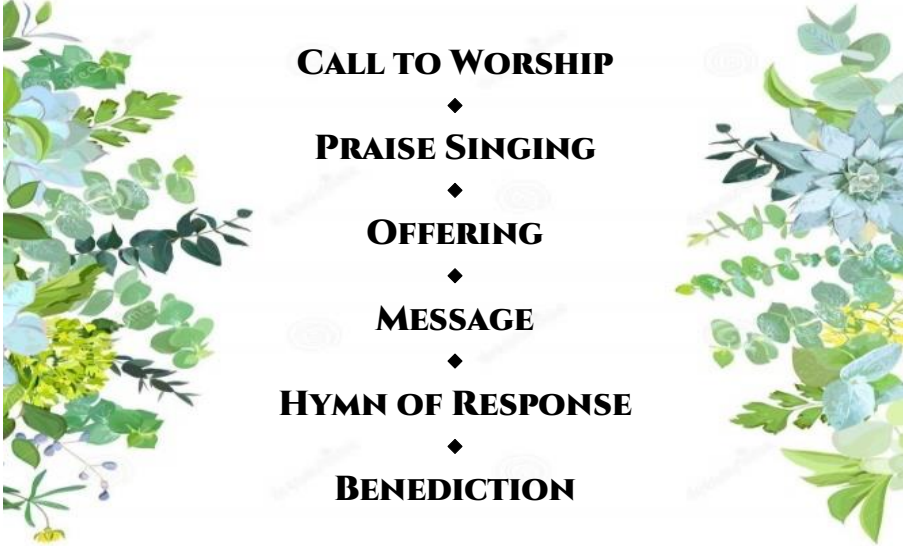 CALL TO WORSHIP
◆
PRAISE SINGING
◆
OFFERING
◆
MESSAGE
◆
HYMN OF RESPONSE
◆
BENEDICTION